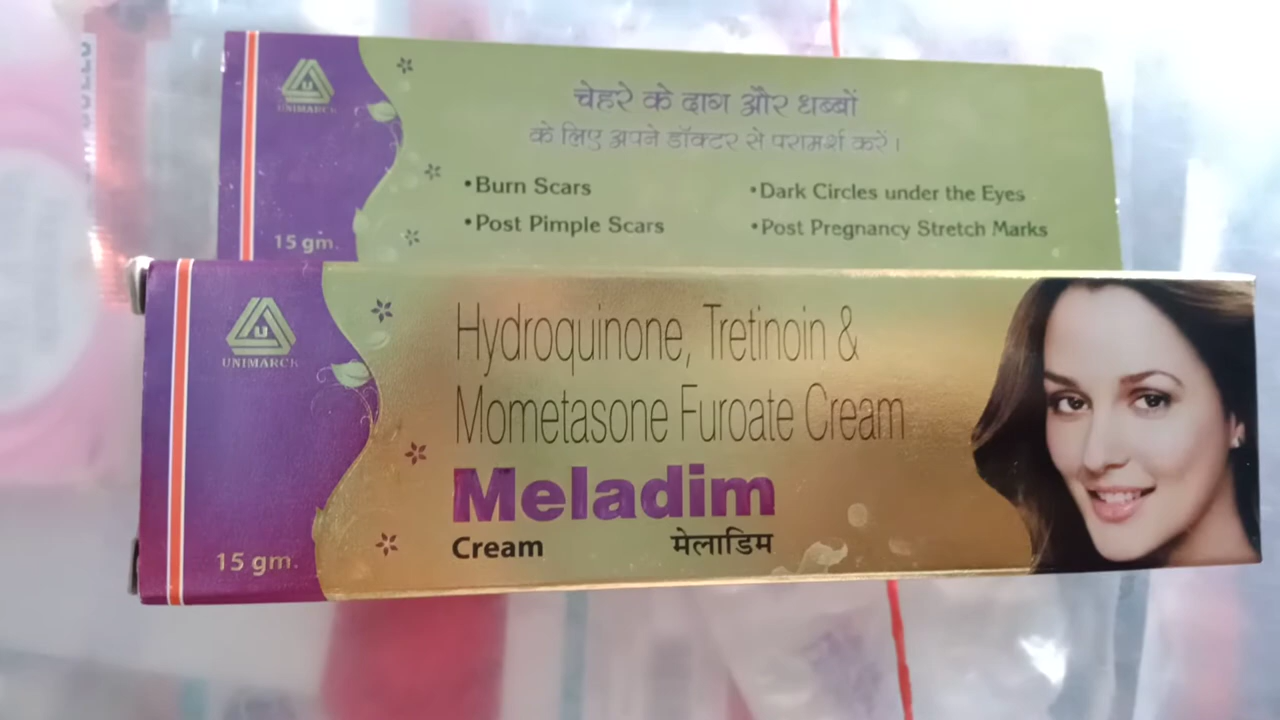 UNIMARCK
चेहरे के दाग और धब्बों
के लिए अपने डॉक्टर से परामर्श करें।
•Burn Scars
•Dark Circles under the Eyes
•Post Pimple Scars
•Post Pregnancy Stretch Marks
15 gm.
U
UNIMARCK
Hydroquinone, Tretinoin &
Mometasone Furoate Cream
Meladim
Cream
मेलाडिम
15 gm.